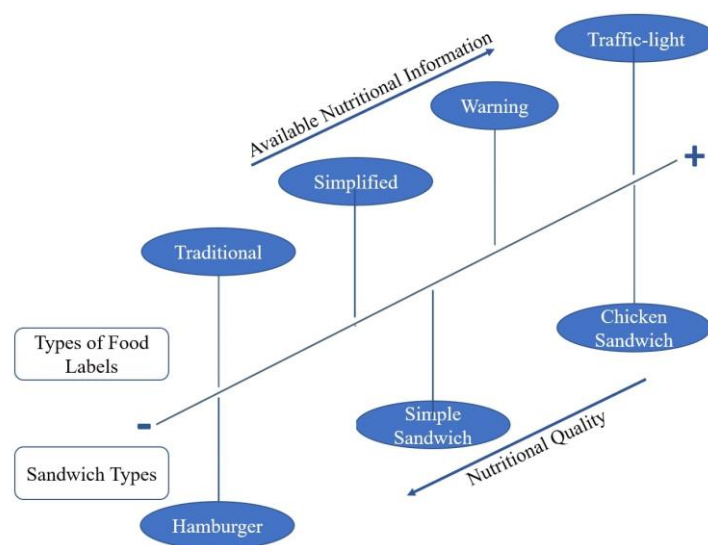 Traffic-light
Available Nutritional Information
Warning
+
Simplified
Traditional
Types of Food
Labels
Chicken
Sandwich
-
Simple
Sandwich
Nutritional Quality
Sandwich Types
Hamburger